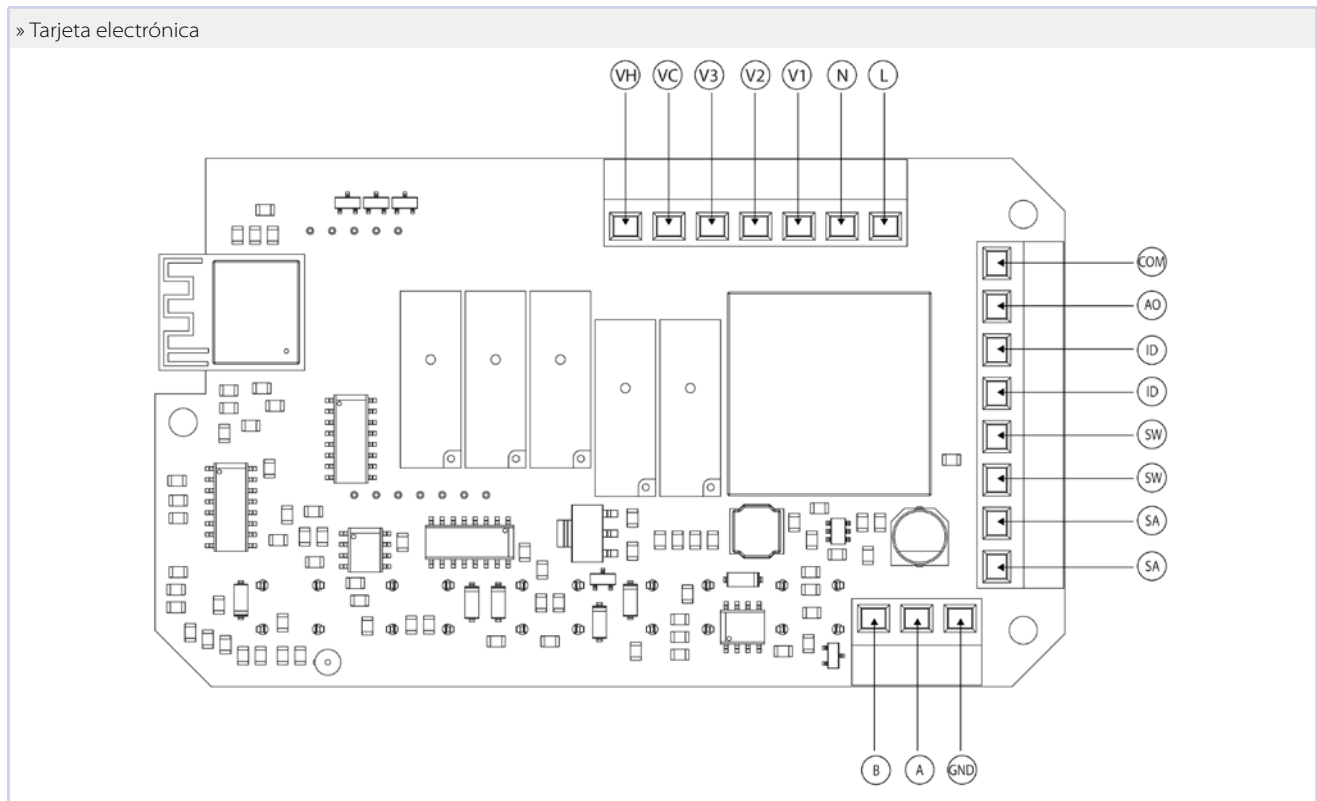 » Tarjeta electrónica
VH VC V3 V2 V1 N L
COM
AO
ID
ID
SW
SW
SA
SA
B A GND